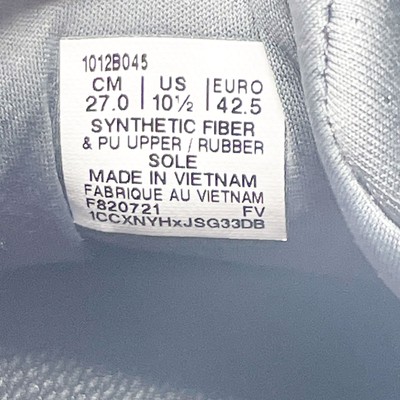 1012B045
CM | US | EURO
27.0 | 10½ | 42.5
SYNTHETIC FIBER
& PU UPPER / RUBBER
SOLE
MADE IN VIETNAM
FABRIQUE AU VIETNAM
F820721 FV
1CCXNYHxJSG33DB